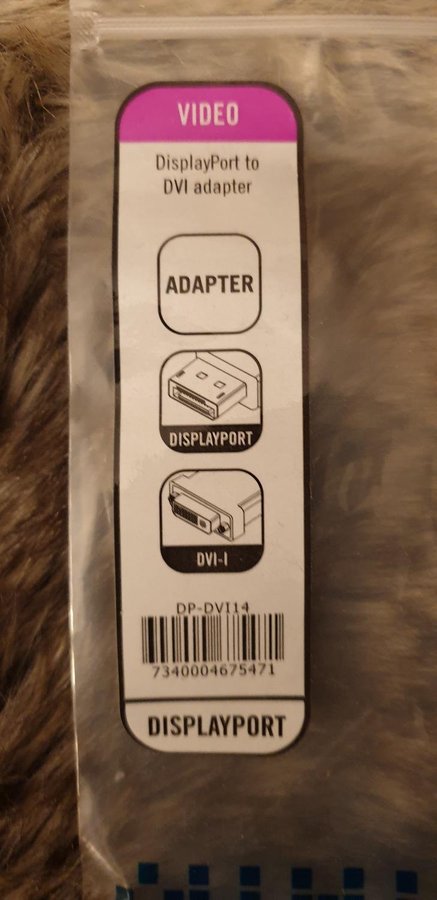 VIDEO
DisplayPort to
DVI adapter
ADAPTER
DISPLAYPORT
DVI-I
DP-DVI14
7340004675471
DISPLAYPORT